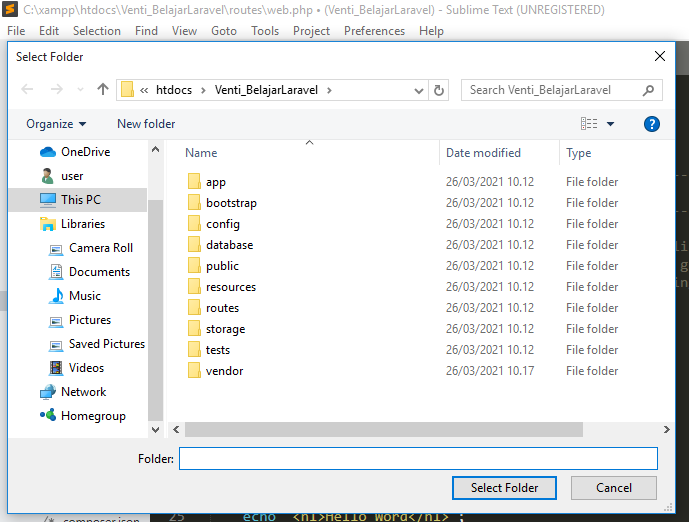 C:\xampp\htdocs\Venti_BelajarLaravel\routes\web.php • (Venti_BelajarLaravel) - Sublime Text (UNREGISTERED)
File Edit Selection Find View Goto Tools Project Preferences Help
Select Folder
« htdocs › Venti_BelajarLaravel › Search Venti_BelajarLaravel
Organize New folder
Name Date modified Type
OneDrive
user
This PC
Libraries
Camera Roll
Documents
Music
Pictures
Saved Pictures
Videos
Network
Homegroup
app 26/03/2021 10.12 File folder
bootstrap 26/03/2021 10.12 File folder
config 26/03/2021 10.12 File folder
database 26/03/2021 10.12 File folder
public 26/03/2021 10.12 File folder
resources 26/03/2021 10.12 File folder
routes 26/03/2021 10.12 File folder
storage 26/03/2021 10.12 File folder
tests 26/03/2021 10.12 File folder
vendor 26/03/2021 10.17 File folder
Folder:
Select Folder Cancel
/* composer.json
25 echo "<h1>Hello Word</h1>";